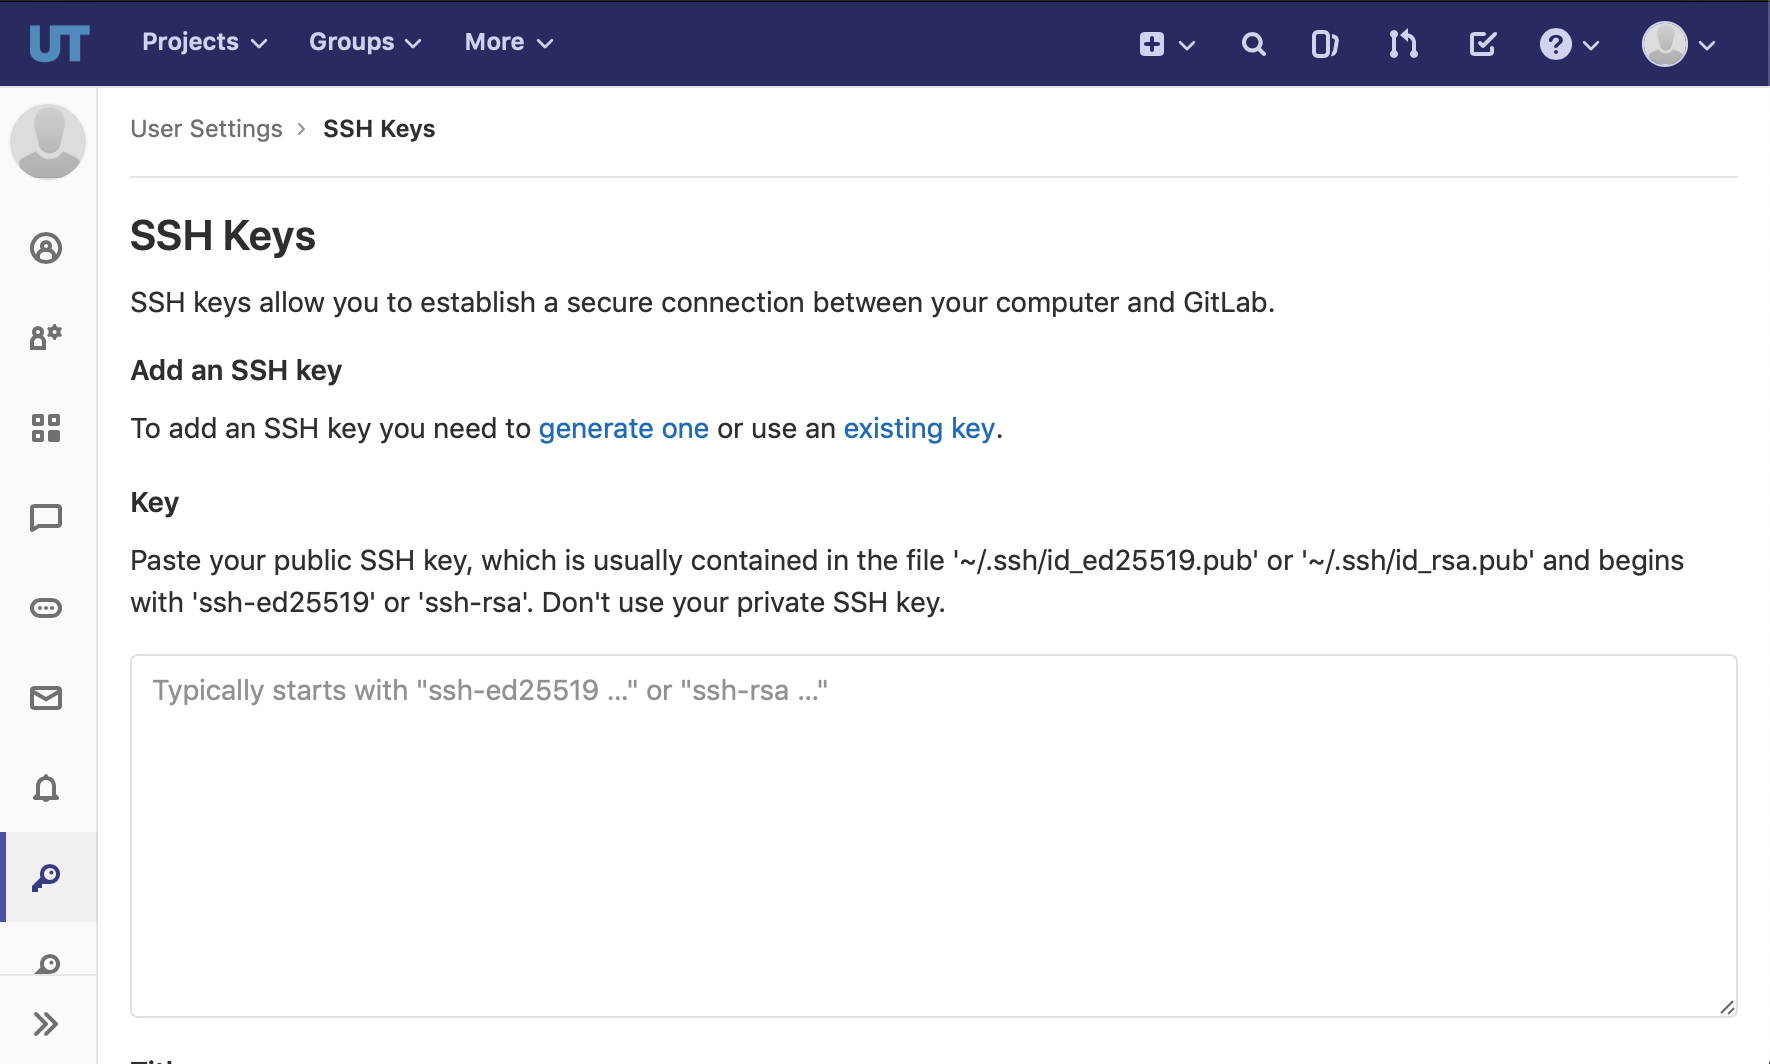 UT Projects Groups More
User Settings › SSH Keys
SSH Keys
SSH keys allow you to establish a secure connection between your computer and GitLab.
Add an SSH key
To add an SSH key you need to generate one or use an existing key.
Key
Paste your public SSH key, which is usually contained in the file '~/.ssh/id_ed25519.pub' or '~/.ssh/id_rsa.pub' and begins
with 'ssh-ed25519' or 'ssh-rsa'. Don't use your private SSH key.
Typically starts with "ssh-ed25519 ..." or "ssh-rsa ..."